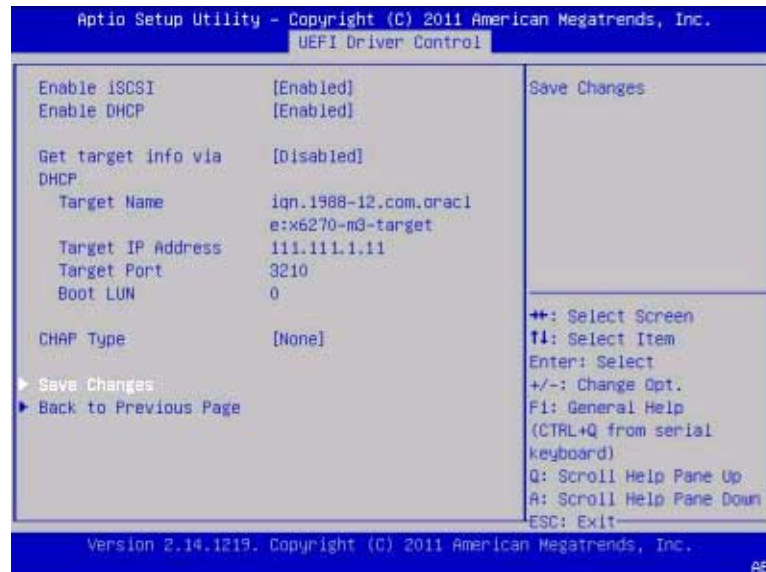 Aptio Setup Utility - Copyright (C) 2011 American Megatrends, Inc.
UEFI Driver Control
Enable iSCSI [Enabled]
Enable DHCP [Enabled]
Get target info via [Disabled]
DHCP
Target Name iqn.1988-12.com.oracl
e:x6270-m3-target
Target IP Address 111.111.1.11
Target Port 3210
Boot LUN 0
CHAP Type [None]
Save Changes
Back to Previous Page
Save Changes
: Select Screen
↑↓: Select Item
Enter: Select
+/-: Change Opt.
F1: General Help
(CTRL+Q from serial
keyboard)
Q: Scroll Help Pane Up
A: Scroll Help Pane Down
ESC: Exit
Version 2.14.1219. Copyright (C) 2011 American Megatrends, Inc.